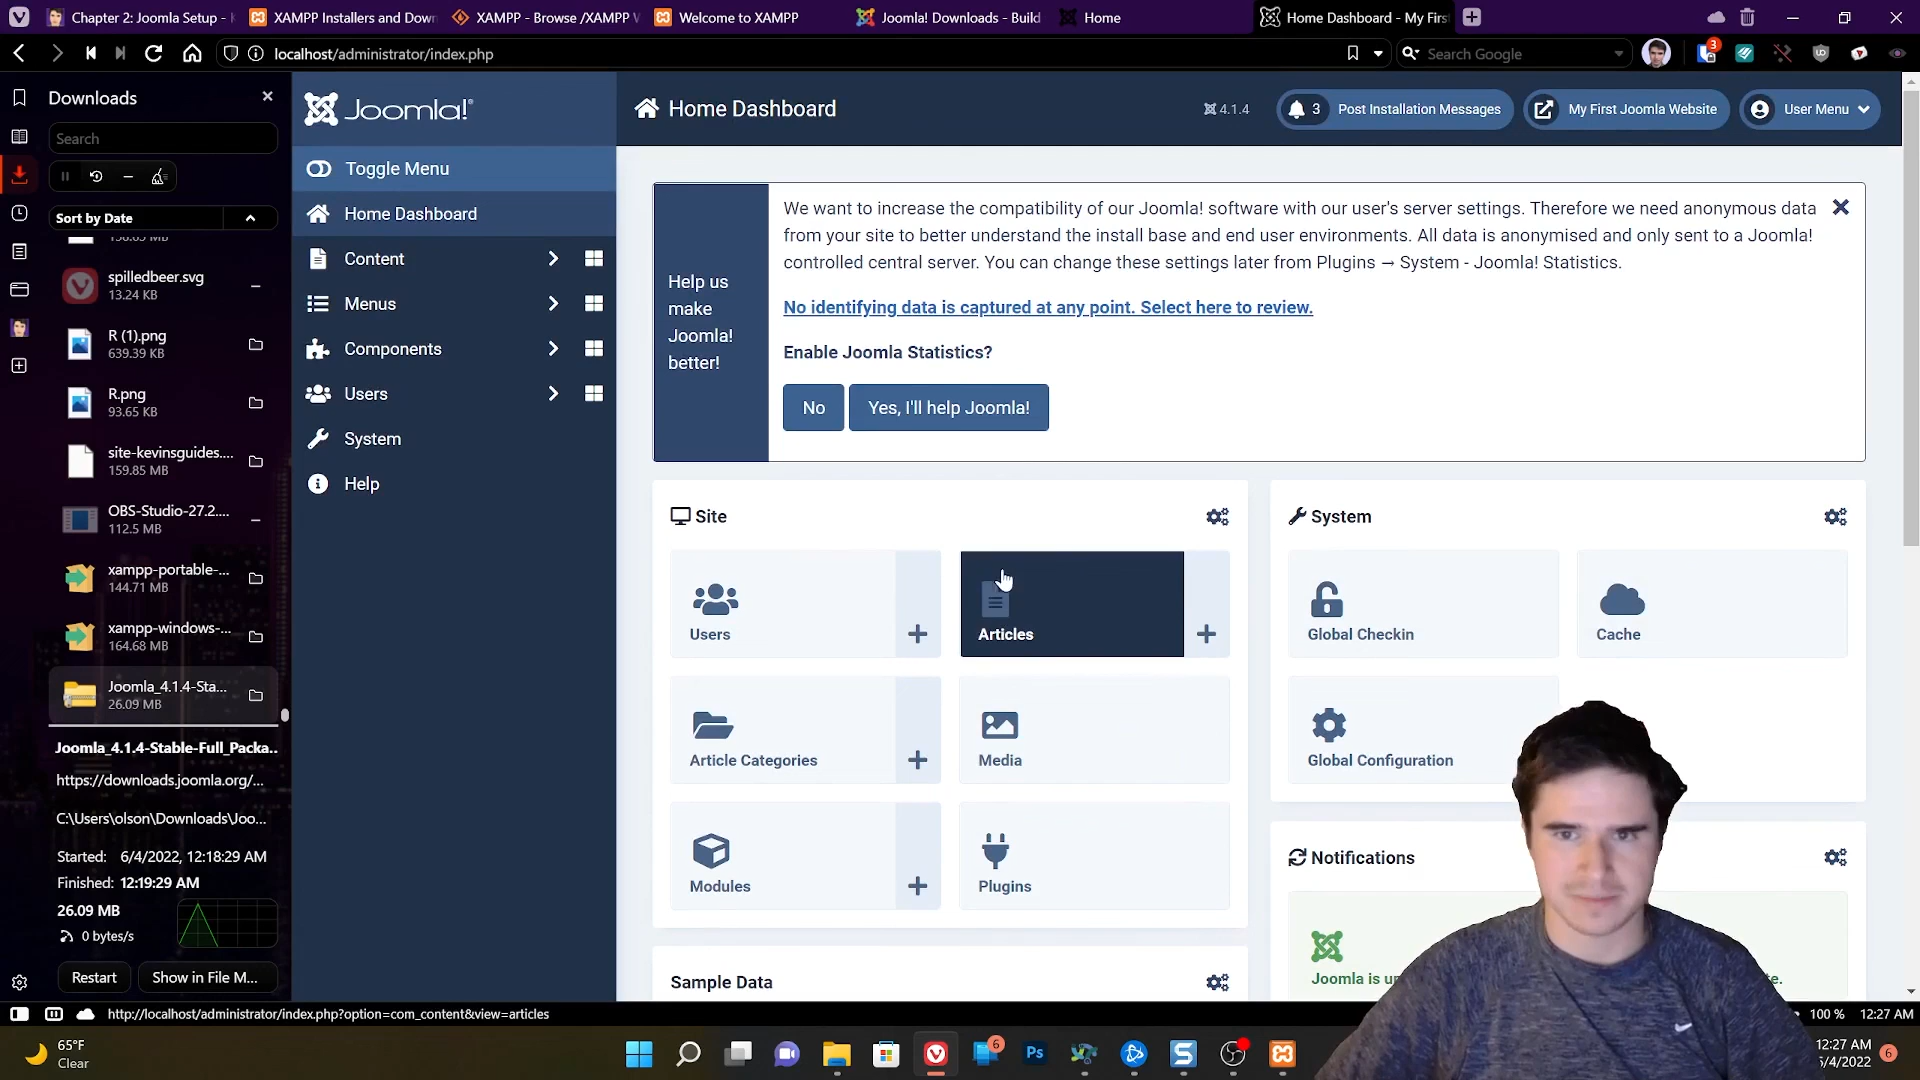 Chapter 2: Joomla Setup -
XAMPP Installers and Down
XAMPP - Browse /XAMPP W
Welcome to XAMPP
Joomla! Downloads - Build
Home
Home Dashboard - My First
localhost/administrator/index.php
Search Google
3
Downloads
Search
Sort by Date
spilledbeer.svg
13.24 KB
R (1).png
639.39 KB
R.png
93.65 KB
site-kevinsguides....
159.85 MB
OBS-Studio-27.2....
112.5 MB
xampp-portable-...
144.71 MB
xampp-windows-...
164.68 MB
Joomla_4.1.4-Sta...
26.09 MB
Joomla_4.1.4-Stable-Full_Packa...
https://downloads.joomla.org/...
C:\Users\olson\Downloads\Joo...
Started: 6/4/2022, 12:18:29 AM
Finished: 12:19:29 AM
26.09 MB
0 bytes/s
Restart
Show in File M...
Joomla!
Toggle Menu
Home Dashboard
Content
Menus
Components
Users
System
Help
Home Dashboard
4.1.4
3 Post Installation Messages
My First Joomla Website
User Menu
Help us
make
Joomla!
better!
We want to increase the compatibility of our Joomla! software with our user's server settings. Therefore we need anonymous data
from your site to better understand the install base and end user environments. All data is anonymised and only sent to a Joomla!
controlled central server. You can change these settings later from Plugins → System - Joomla! Statistics.
No identifying data is captured at any point. Select here to review.
Enable Joomla Statistics?
No
Yes, I'll help Joomla!
Site
Users
Articles
Article Categories
Media
Modules
Plugins
Sample Data
System
Global Checkin
Cache
Global Configuration
Notifications
Joomla is
http://localhost/administrator/index.php?option=com_content&view=articles
100 %
12:27 AM
65°F
Clear
6
Ps
12:27 AM
6/4/2022
6